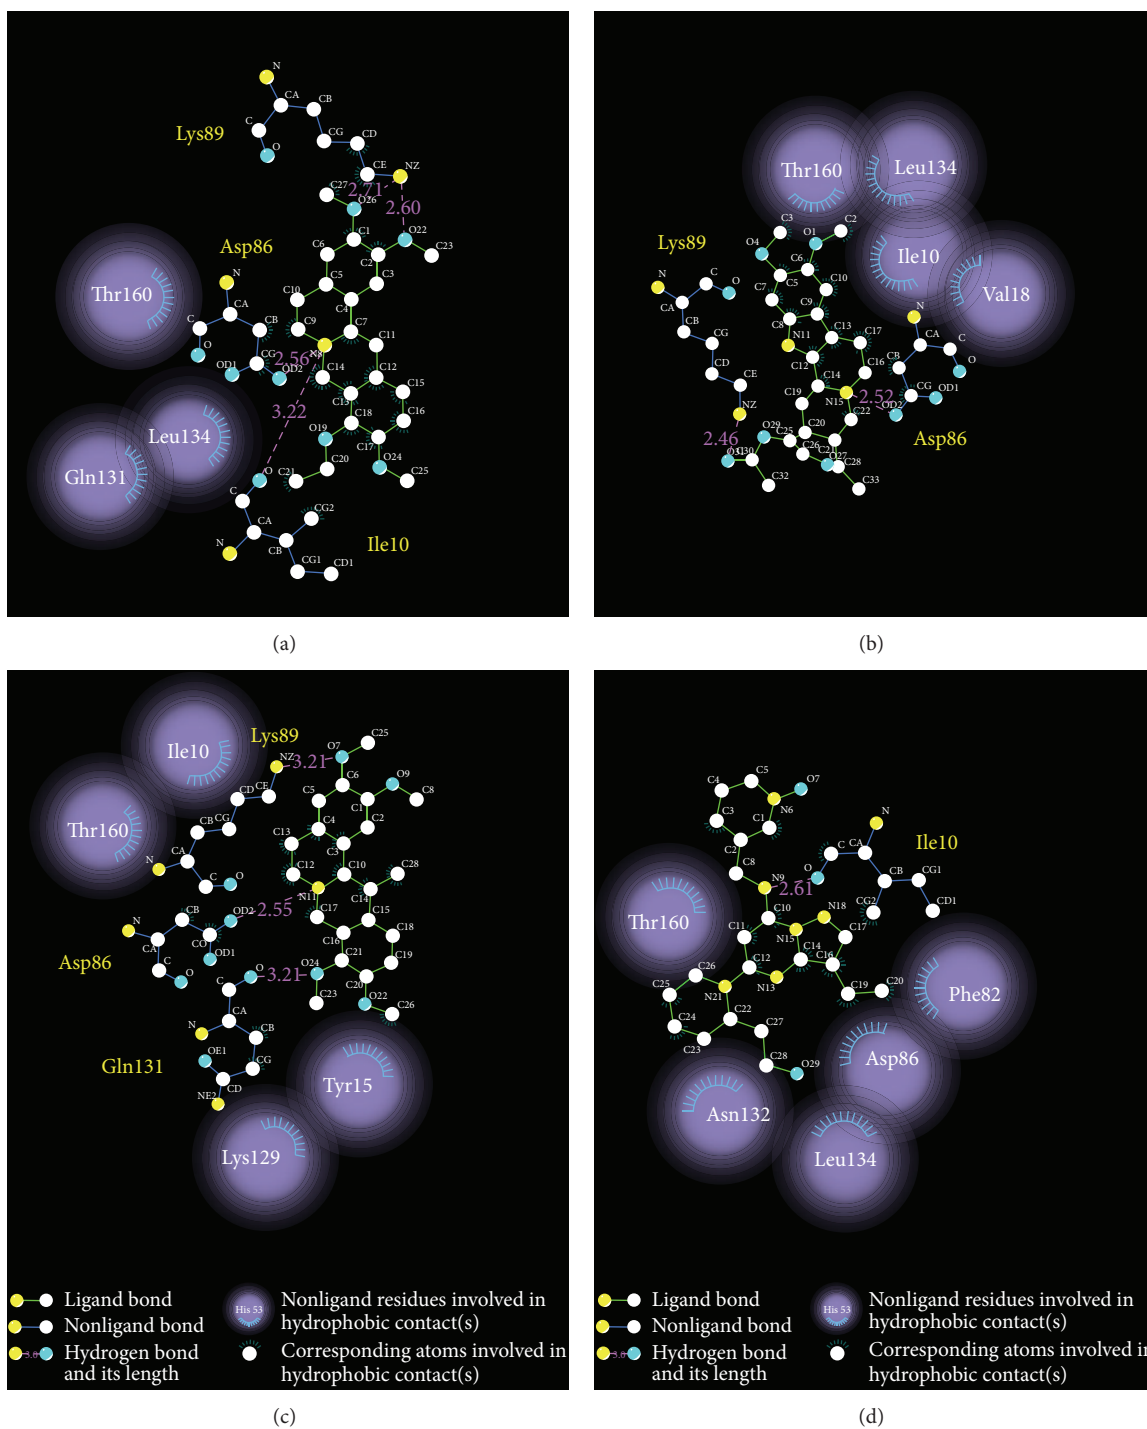 N
CA
CB
Lys89
C
O
CG
CD
CE
NZ
C27
2.71
O26
2.60
C1
O22
C23
C6
C2
C3
C5
Asp86
N
C10
C4
Thr160
CA
CB
C9
C7
C11
C
O
CG
OD1
OD2
2.56
N8
C14
C12
C15
C13
3.22
C18
C16
Leu134
O19
C17
O24
Gln131
C21
C20
C25
O
C
CG2
CA
N
CB
Ile10
CG1
CD1
(a)
Thr160
Leu134
C3
C2
O1
Lys89
O4
C6
Ile10
N
C
O
C5
C10
Val18
CA
C7
C9
N
CB
C8
C13
C17
CA
C
CG
N11
C12
C16
CB
O
CD
CE
C14
CG
OD1
C19
N15
2.52
OD2
NZ
C22
2.46
O29
C25
C20
Asp86
O31
C30
C26
C21
O27
C28
C32
C33
(b)
Ile10
Lys89
NZ
3.21
O7
C25
C6
O9
CD
CE
C5
C8
Thr160
C1
CB
CG
C13
C4
C2
CA
C3
N
C12
C10
C28
C
O
N11
C14
CB
OD2
2.55
C17
C15
N
CO
C16
C18
CA
OD1
Asp86
C
O
C21
C19
O
3.21
O24
C20
C
C23
O22
C26
CA
N
CB
OE1
CG
Gln131
CD
NE2
Tyr15
Lys129
Ligand bond
Nonligand bond
3.0
Hydrogen bond
and its length
His 53
Nonligand residues involved in
hydrophobic contact(s)
Corresponding atoms involved in
hydrophobic contact(s)
(c)
C4
C5
O7
C3
N6
C1
N
C2
Ile10
C
CA
C8
O
CB
CG1
N9
2.61
CG2
CD1
C10
N18
Thr160
C11
N15
C17
C14
C12
C16
C26
N13
C20
C25
N21
C19
Phe82
C24
C22
C27
C23
Asp86
C28
O29
Asn132
Leu134
Ligand bond
Nonligand bond
3.0
Hydrogen bond
and its length
His 53
Nonligand residues involved in
hydrophobic contact(s)
Corresponding atoms involved in
hydrophobic contact(s)
(d)